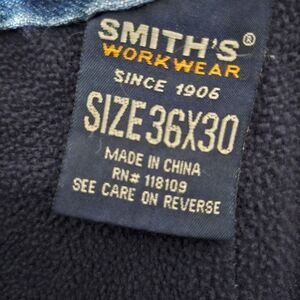 SMITH'S®
WORKWEAR
SINCE 1906
SIZE 36X30
MADE IN CHINA
RN# 118109
SEE CARE ON REVERSE